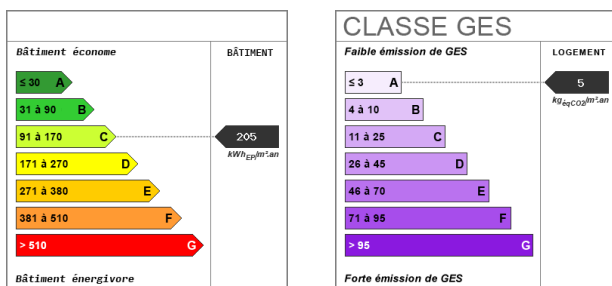 Bâtiment économe
BÂTIMENT
≤ 30 A
31 à 90 B
91 à 170 C
205
kWhEP/m².an
171 à 270 D
271 à 380 E
381 à 510 F
> 510 G
Bâtiment énergivore
CLASSE GES
Faible émission de GES
LOGEMENT
≤ 3 A
5
kgéqCO2/m².an
4 à 10 B
11 à 25 C
26 à 45 D
46 à 70 E
71 à 95 F
> 95 G
Forte émission de GES